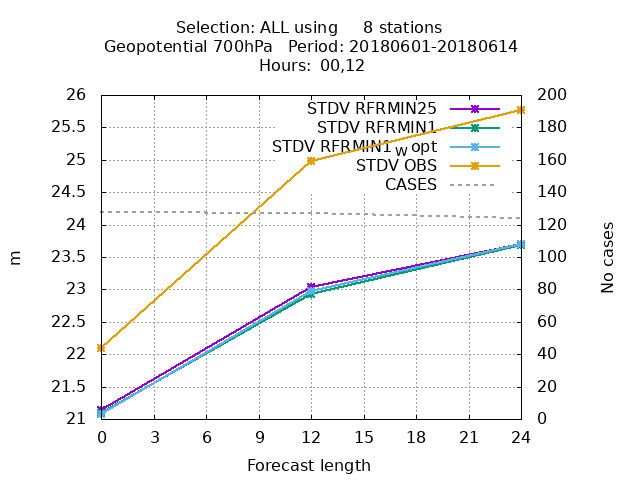 Selection: ALL using     8 stations
Geopotential 700hPa   Period: 20180601-20180614
Hours:  00,12
26 200
STDV RFRMIN25
25.5 180
STDV RFRMIN1
STDV RFRMIN1_w opt
25 160
STDV OBS
CASES
24.5 140
24 120
m
No cases
23.5 100
23 80
22.5 60
22 40
21.5 20
21 0
0 3 6 9 12 15 18 21 24
Forecast length